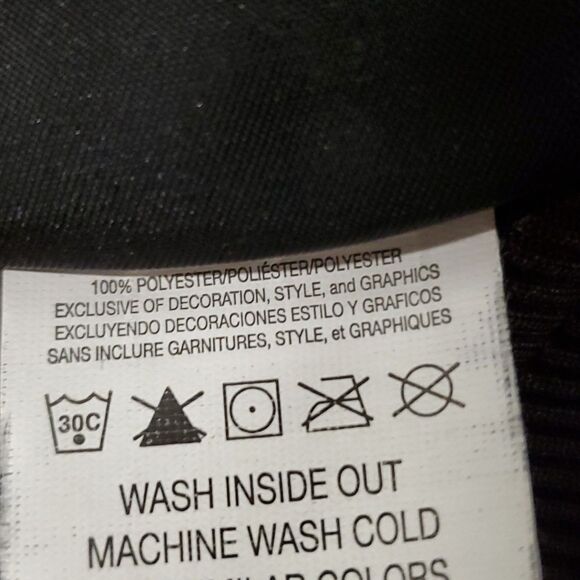 100% POLYESTER/POLIÉSTER/POLYESTER
EXCLUSIVE OF DECORATION, STYLE, and GRAPHICS
EXCLUYENDO DECORACIONES ESTILO Y GRAFICOS
SANS INCLURE GARNITURES, STYLE, et GRAPHIQUES
30C
WASH INSIDE OUT
MACHINE WASH COLD
COLORS